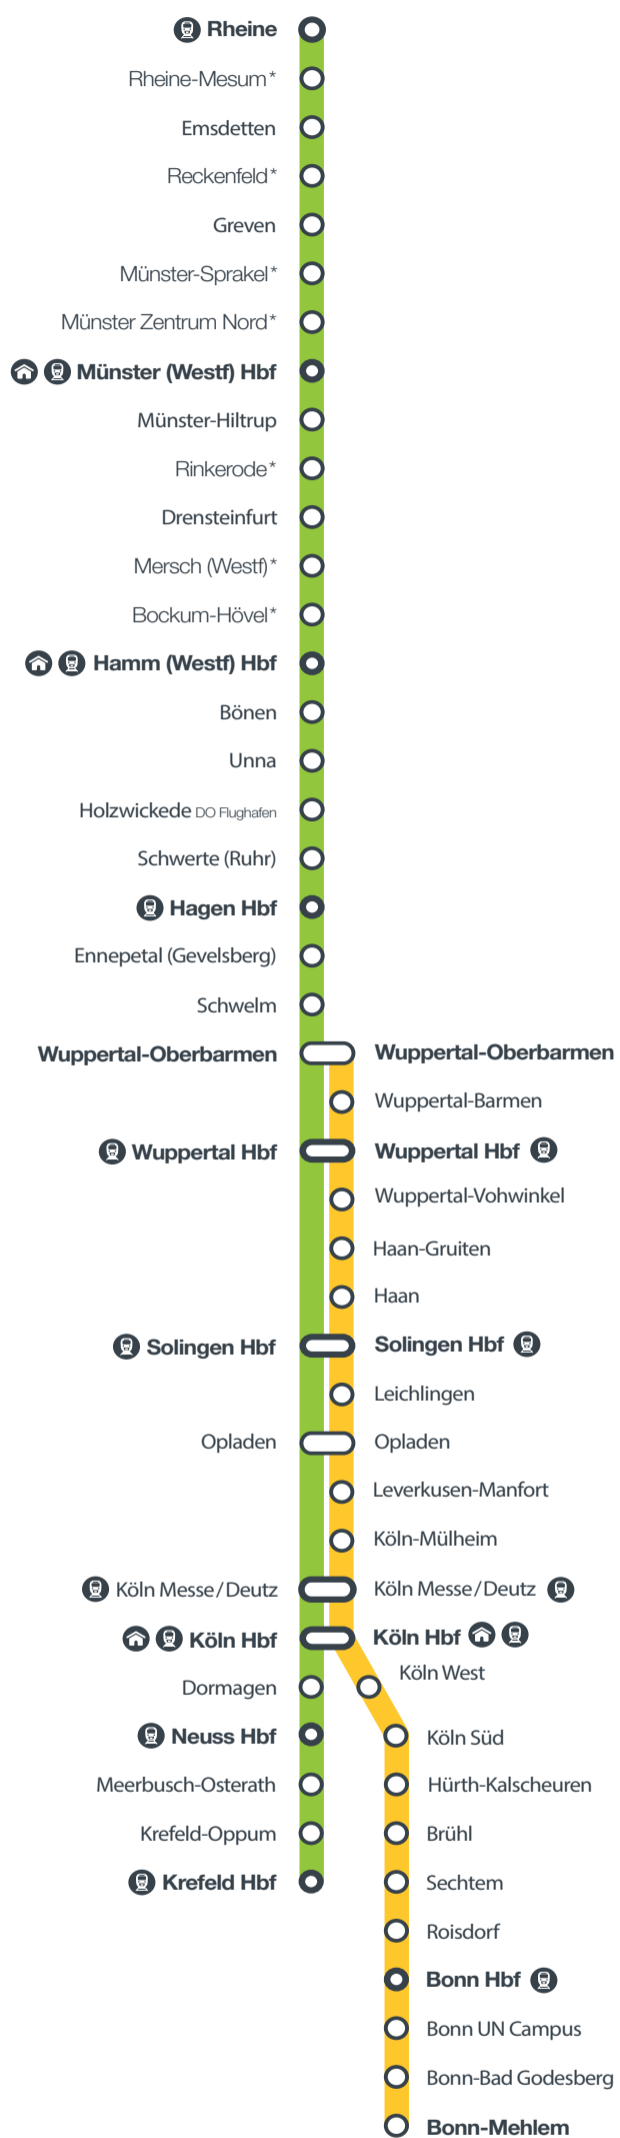 Rheine
Rheine-Mesum*
Emsdetten
Reckenfeld*
Greven
Münster-Sprakel*
Münster Zentrum Nord*
Münster (Westf) Hbf
Münster-Hiltrup
Rinkerode*
Drensteinfurt
Mersch (Westf)*
Bockum-Hövel*
Hamm (Westf) Hbf
Bönen
Unna
Holzwickede DO Flughafen
Schwerte (Ruhr)
Hagen Hbf
Ennepetal (Gevelsberg)
Schwelm
Wuppertal-Oberbarmen
Wuppertal Hbf
Solingen Hbf
Opladen
Köln Messe/Deutz
Köln Hbf
Dormagen
Neuss Hbf
Meerbusch-Osterath
Krefeld-Oppum
Krefeld Hbf
Wuppertal-Oberbarmen
Wuppertal-Barmen
Wuppertal Hbf
Wuppertal-Vohwinkel
Haan-Gruiten
Haan
Solingen Hbf
Leichlingen
Opladen
Leverkusen-Manfort
Köln-Mülheim
Köln Messe/Deutz
Köln Hbf
Köln West
Köln Süd
Hürth-Kalscheuren
Brühl
Sechtem
Roisdorf
Bonn Hbf
Bonn UN Campus
Bonn-Bad Godesberg
Bonn-Mehlem